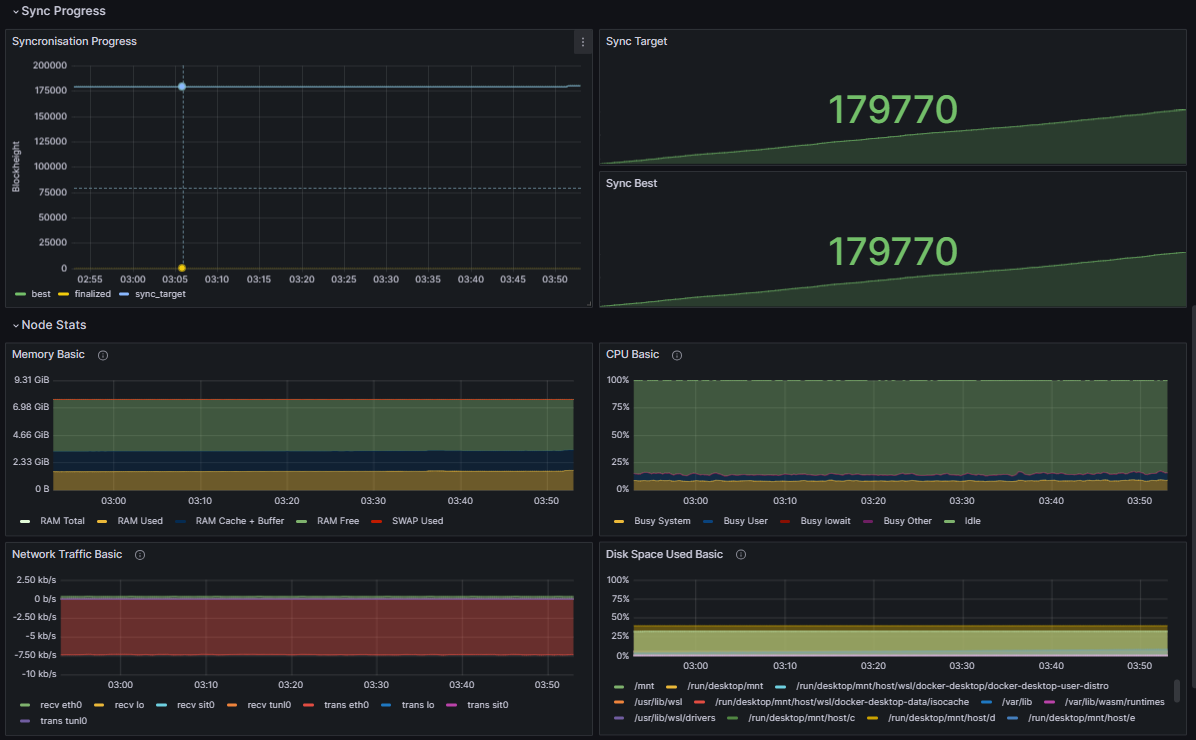 Sync Progress
Syncronisation Progress
200000
175000
150000
125000
100000
75000
50000
25000
0
Blockheight
02:55 03:00 03:05 03:10 03:15 03:20 03:25 03:30 03:35 03:40 03:45 03:50
best finalized sync_target
Sync Target
179770
Sync Best
179770
Node Stats
Memory Basic
9.31 GiB
6.98 GiB
4.66 GiB
2.33 GiB
0 B
03:00 03:10 03:20 03:30 03:40 03:50
RAM Total RAM Used RAM Cache + Buffer RAM Free SWAP Used
CPU Basic
100%
75%
50%
25%
0%
03:00 03:10 03:20 03:30 03:40 03:50
Busy System Busy User Busy Iowait Busy Other Idle
Network Traffic Basic
2.50 kb/s
0 b/s
-2.50 kb/s
-5 kb/s
-7.50 kb/s
-10 kb/s
03:00 03:10 03:20 03:30 03:40 03:50
recv eth0 recv lo recv sit0 recv tunl0 trans eth0 trans lo trans sit0
trans tunl0
Disk Space Used Basic
100%
75%
50%
25%
0%
03:00 03:10 03:20 03:30 03:40 03:50
/mnt /run/desktop/mnt /run/desktop/mnt/host/wsl/docker-desktop/docker-desktop-user-distro
/usr/lib/wsl /run/desktop/mnt/host/wsl/docker-desktop-data/isocache /var/lib /var/lib/wasm/runtimes
/usr/lib/wsl/drivers /run/desktop/mnt/host/c /run/desktop/mnt/host/d /run/desktop/mnt/host/e